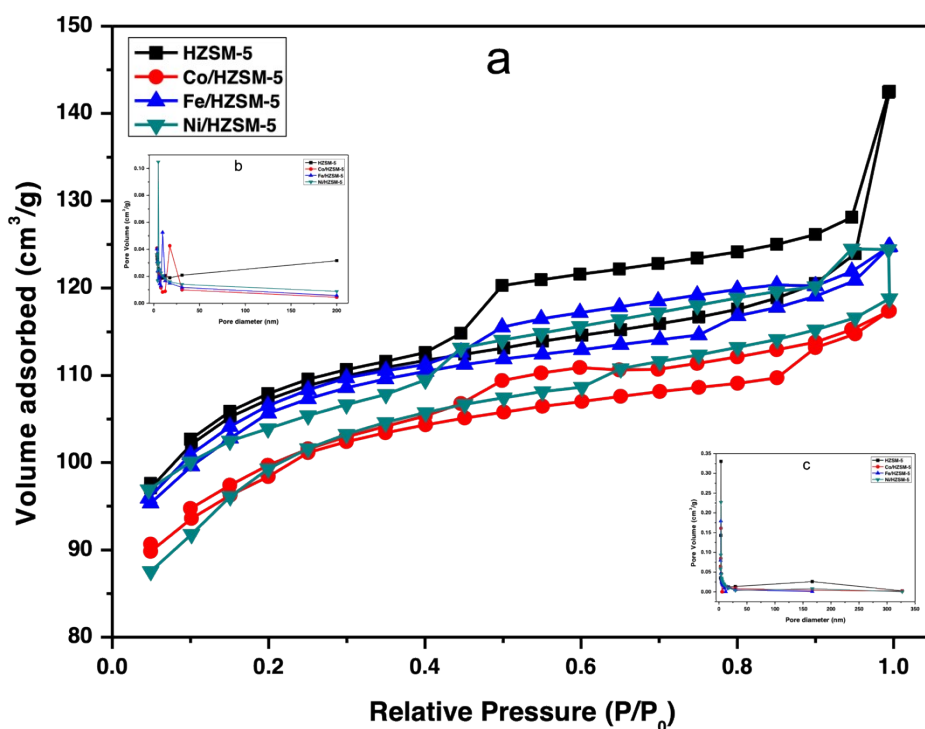 150
140
130
120
110
100
90
80
Volume adsorbed (cm³/g)
0.0
0.2
0.4
0.6
0.8
1.0
Relative Pressure (P/P₀)
HZSM-5
Co/HZSM-5
Fe/HZSM-5
Ni/HZSM-5
a
b
HZSM-5
Co/HZSM-5
Fe/HZSM-5
Ni/HZSM-5
0.10
0.08
0.06
0.04
0.02
0.00
Pore Volume (cm³/g)
0
50
100
150
200
Pore diameter (nm)
c
HZSM-5
Co/HZSM-5
Fe/HZSM-5
Ni/HZSM-5
0.35
0.30
0.25
0.20
0.15
0.10
0.05
0.00
Pore Volume (cm³/g)
0
50
100
150
200
250
300
350
Pore diameter (nm)